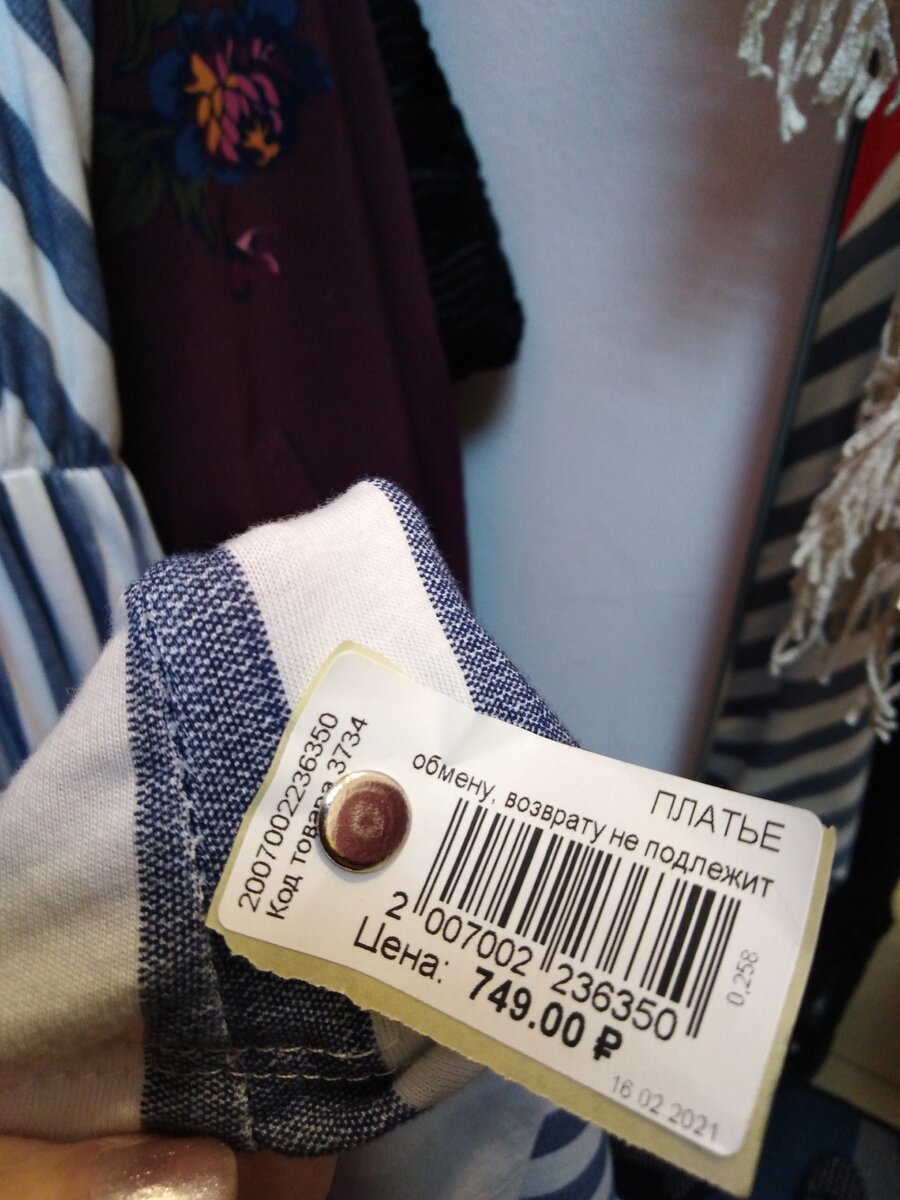 ПЛАТЬЕ
обмену, возврату не подлежит
2 007002 236350
Цена: 749.00 ₽
0,258
16 02 2021
2007002236350
Код товара 3734